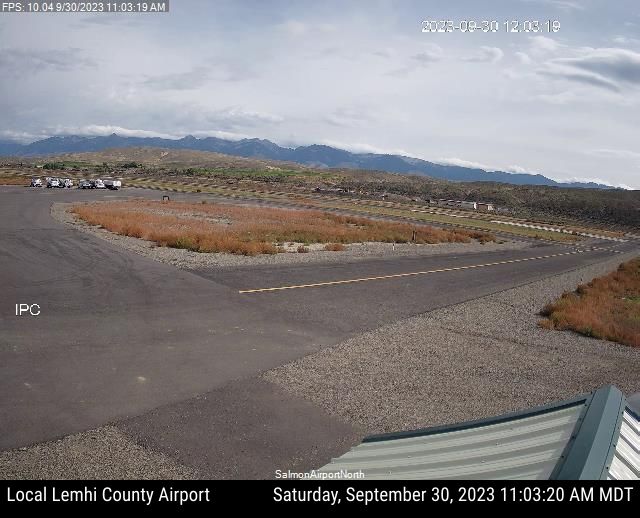 FPS: 10.04 9/30/2023 11:03:19 AM
2023-09-30 12:03:19
IPC
SalmonAirportNorth
Local Lemhi County Airport Saturday, September 30, 2023 11:03:20 AM MDT